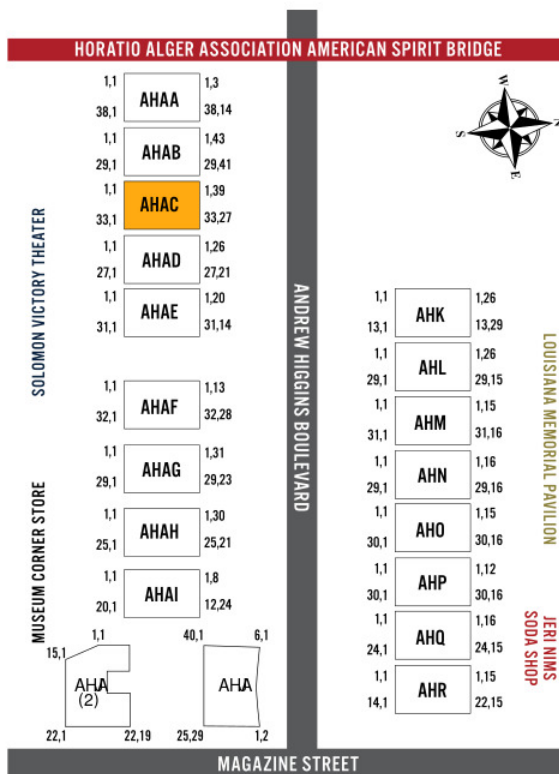 HORATIO ALGER ASSOCIATION AMERICAN SPIRIT BRIDGE
1,1 1,3
AHAA
38,1 38,14
1,1 1,43
AHAB
29,1 29,41
1,1 1,39
AHAC
33,1 33,27
1,1 1,26
AHAD
27,1 27,21
1,1 1,20
AHAE
31,1 31,14
1,1 1,13
AHAF
32,1 32,28
1,1 1,31
AHAG
29,1 29,23
1,1 1,30
AHAH
25,1 25,21
1,1 1,8
AHAI
20,1 12,24
1,1
15,1
AHA
(2)
22,1 22,19
40,1 6,1
AHA
25,29 1,2
SOLOMON VICTORY THEATER
MUSEUM CORNER STORE
ANDREW HIGGINS BOULEVARD
W
N
S
E
1,1 1,26
AHK
13,1 13,29
1,1 1,26
AHL
29,1 29,15
1,1 1,15
AHM
31,1 31,16
1,1 1,16
AHN
29,1 29,16
1,1 1,15
AHO
30,1 30,16
1,1 1,12
AHP
30,1 30,16
1,1 1,16
AHQ
24,1 24,15
1,1 1,15
AHR
14,1 22,15
LOUISIANA MEMORIAL PAVILION
JERI NIMS
SODA SHOP
MAGAZINE STREET